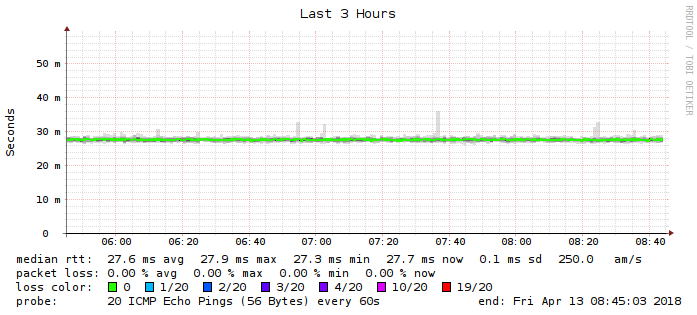 Last 3 Hours
RRDTOOL / TOBI OETIKER
Seconds
50 m
40 m
30 m
20 m
10 m
0
06:00 06:20 06:40 07:00 07:20 07:40 08:00 08:20 08:40
median rtt: 27.6 ms avg 27.9 ms max 27.3 ms min 27.7 ms now 0.1 ms sd 250.0 am/s
packet loss: 0.00 % avg 0.00 % max 0.00 % min 0.00 % now
loss color: 0 1/20 2/20 3/20 4/20 10/20 19/20
probe: 20 ICMP Echo Pings (56 Bytes) every 60s end: Fri Apr 13 08:45:03 2018